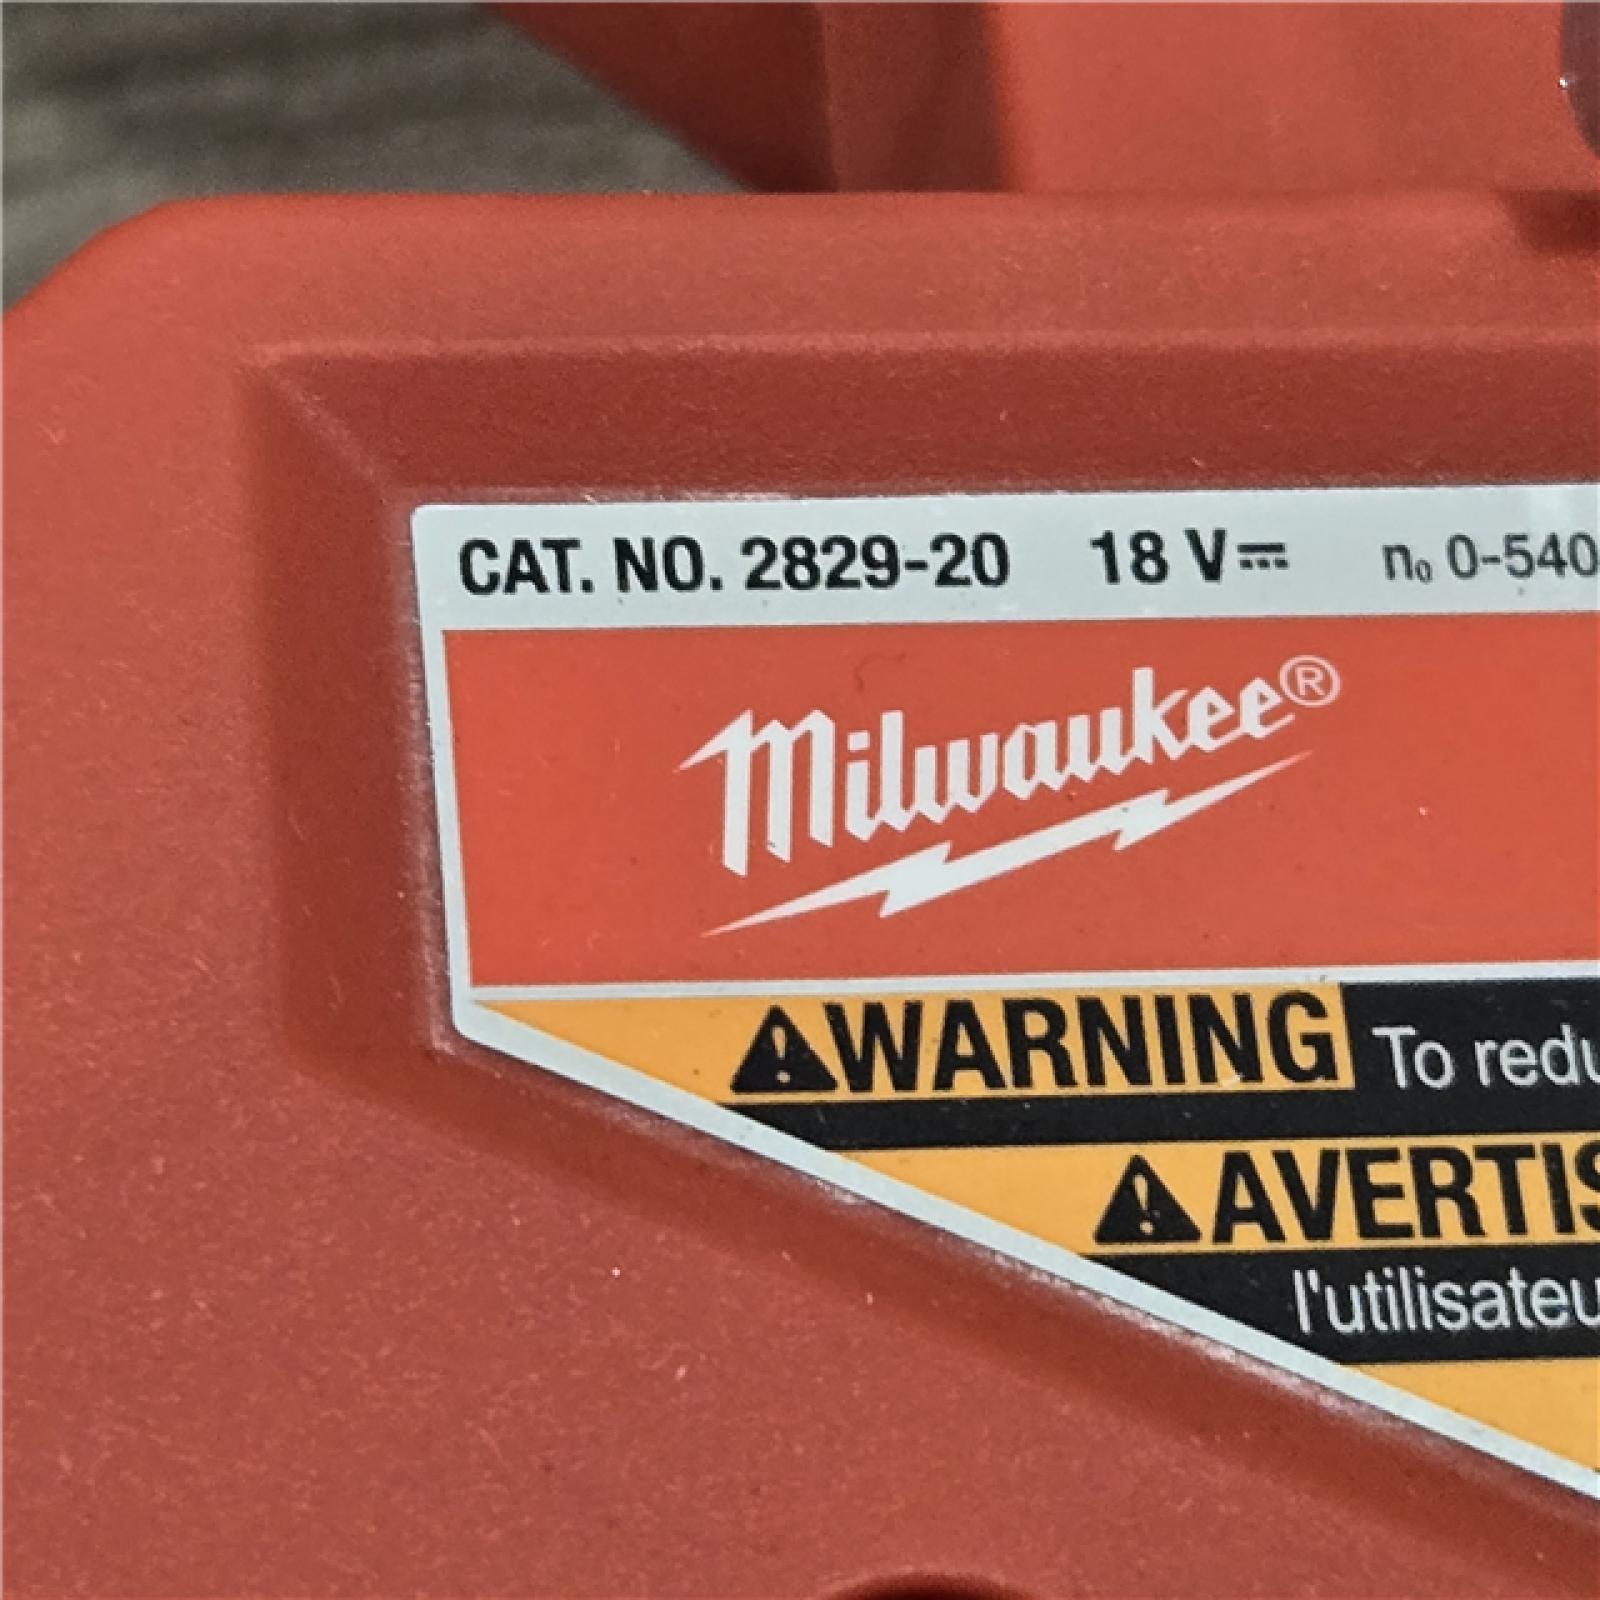 CAT. NO. 2829-20 18 V⎓ n₀ 0-540
Milwaukee®
⚠WARNING To redu
⚠AVERTIS
l'utilisateu